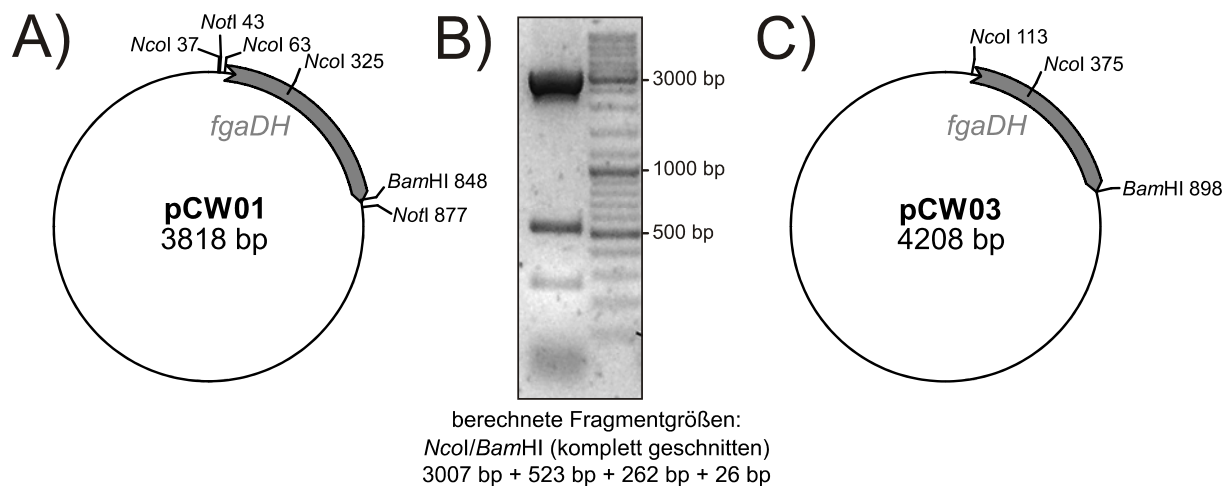 A)
NotI 43
NcoI 37
NcoI 63
NcoI 325
fgaDH
BamHI 848
NotI 877
pCW01
3818 bp
B)
3000 bp
1000 bp
500 bp
berechnete Fragmentgrößen:
NcoI/BamHI (komplett geschnitten)
3007 bp + 523 bp + 262 bp + 26 bp
C)
NcoI 113
NcoI 375
fgaDH
BamHI 898
pCW03
4208 bp